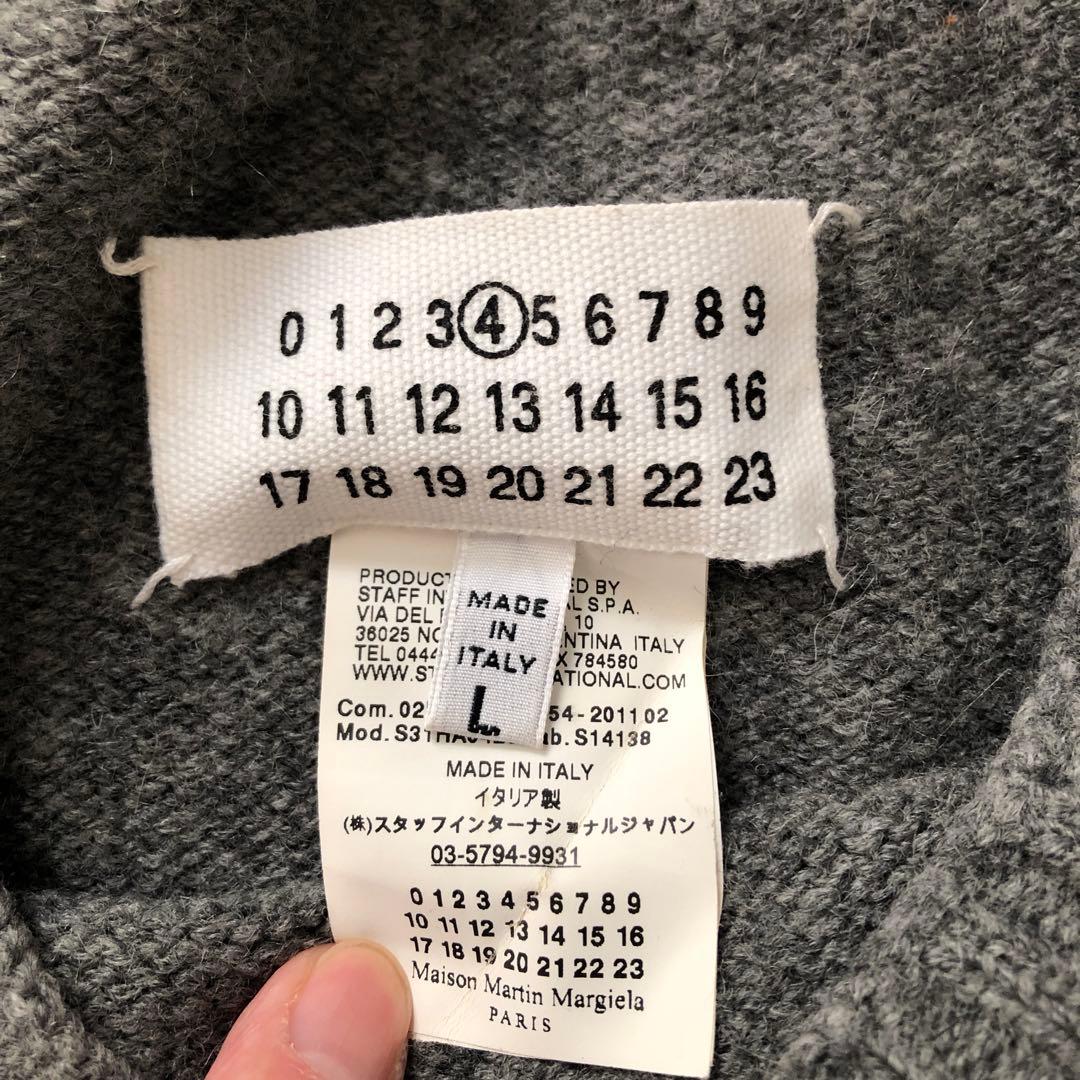 0 1 2 3 4 5 6 7 8 9
10 11 12 13 14 15 16
17 18 19 20 21 22 23
MADE
IN
ITALY
L
PRODUC ED BY
STAFF IN AL S.P.A.
VIA DEL 10
36025 NO ENTINA ITALY
TEL 0444 X 784580
WWW.ST ATIONAL.COM
Com. 02 54-2011 02
Mod. S31HA b. S14138
MADE IN ITALY
イタリア製
(株)スタッフインターナショナルジャパン
03-5794-9931
0 1 2 3 4 5 6 7 8 9
10 11 12 13 14 15 16
17 18 19 20 21 22 23
Maison Martin Margiela
PARIS